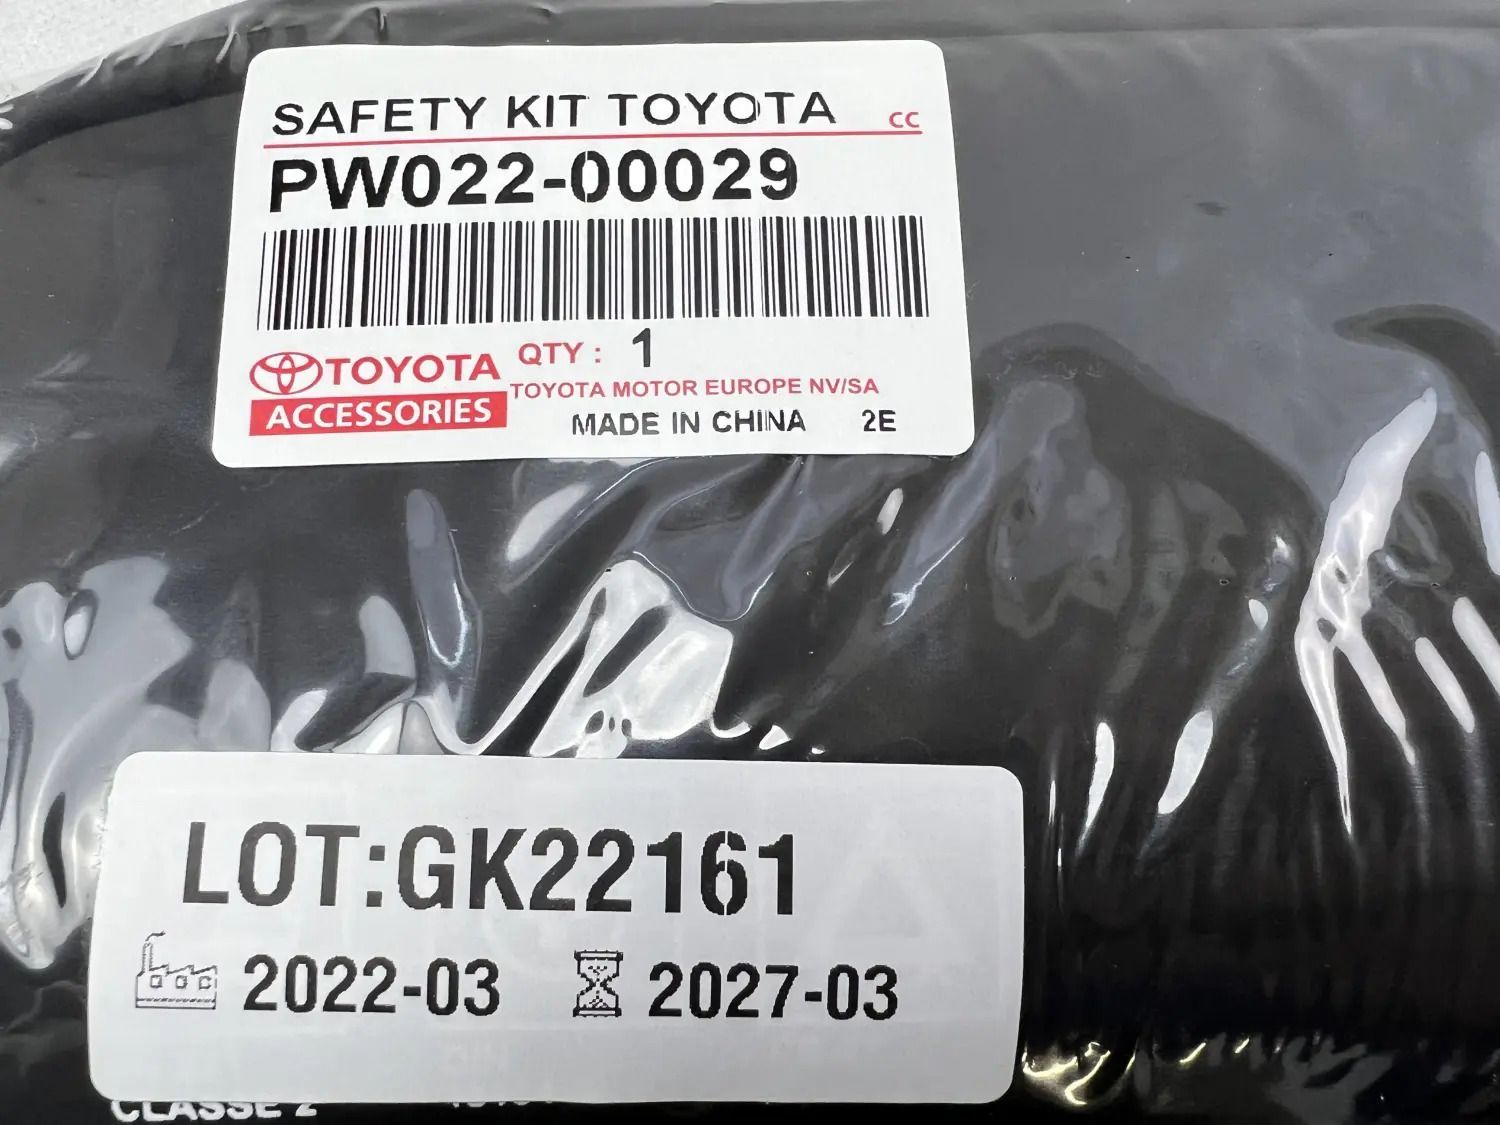 SAFETY KIT TOYOTA CC
PW022-00029
TOYOTA
ACCESSORIES
QTY : 1
TOYOTA MOTOR EUROPE NV/SA
MADE IN CHINA 2E
LOT:GK22161
2022-03 2027-03
CLASSE 2